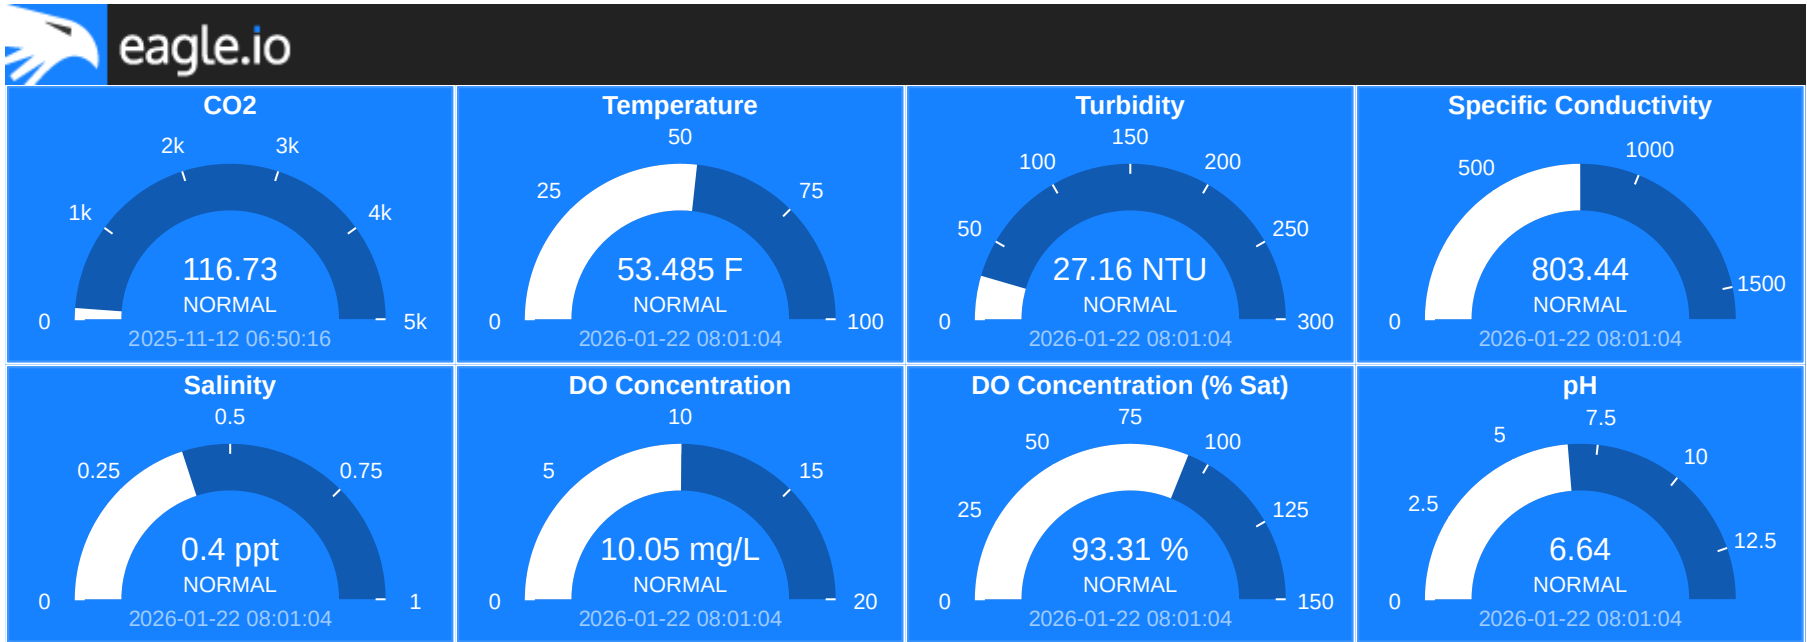 eagle.io
CO2
0
1k
2k
3k
4k
5k
116.73
NORMAL
2025-11-12 06:50:16
Temperature
0
25
50
75
100
53.485 F
NORMAL
2026-01-22 08:01:04
Turbidity
0
50
100
150
200
250
300
27.16 NTU
NORMAL
2026-01-22 08:01:04
Specific Conductivity
0
500
1000
1500
803.44
NORMAL
2026-01-22 08:01:04
Salinity
0
0.25
0.5
0.75
1
0.4 ppt
NORMAL
2026-01-22 08:01:04
DO Concentration
0
5
10
15
20
10.05 mg/L
NORMAL
2026-01-22 08:01:04
DO Concentration (% Sat)
0
25
50
75
100
125
150
93.31 %
NORMAL
2026-01-22 08:01:04
pH
0
2.5
5
7.5
10
12.5
6.64
NORMAL
2026-01-22 08:01:04